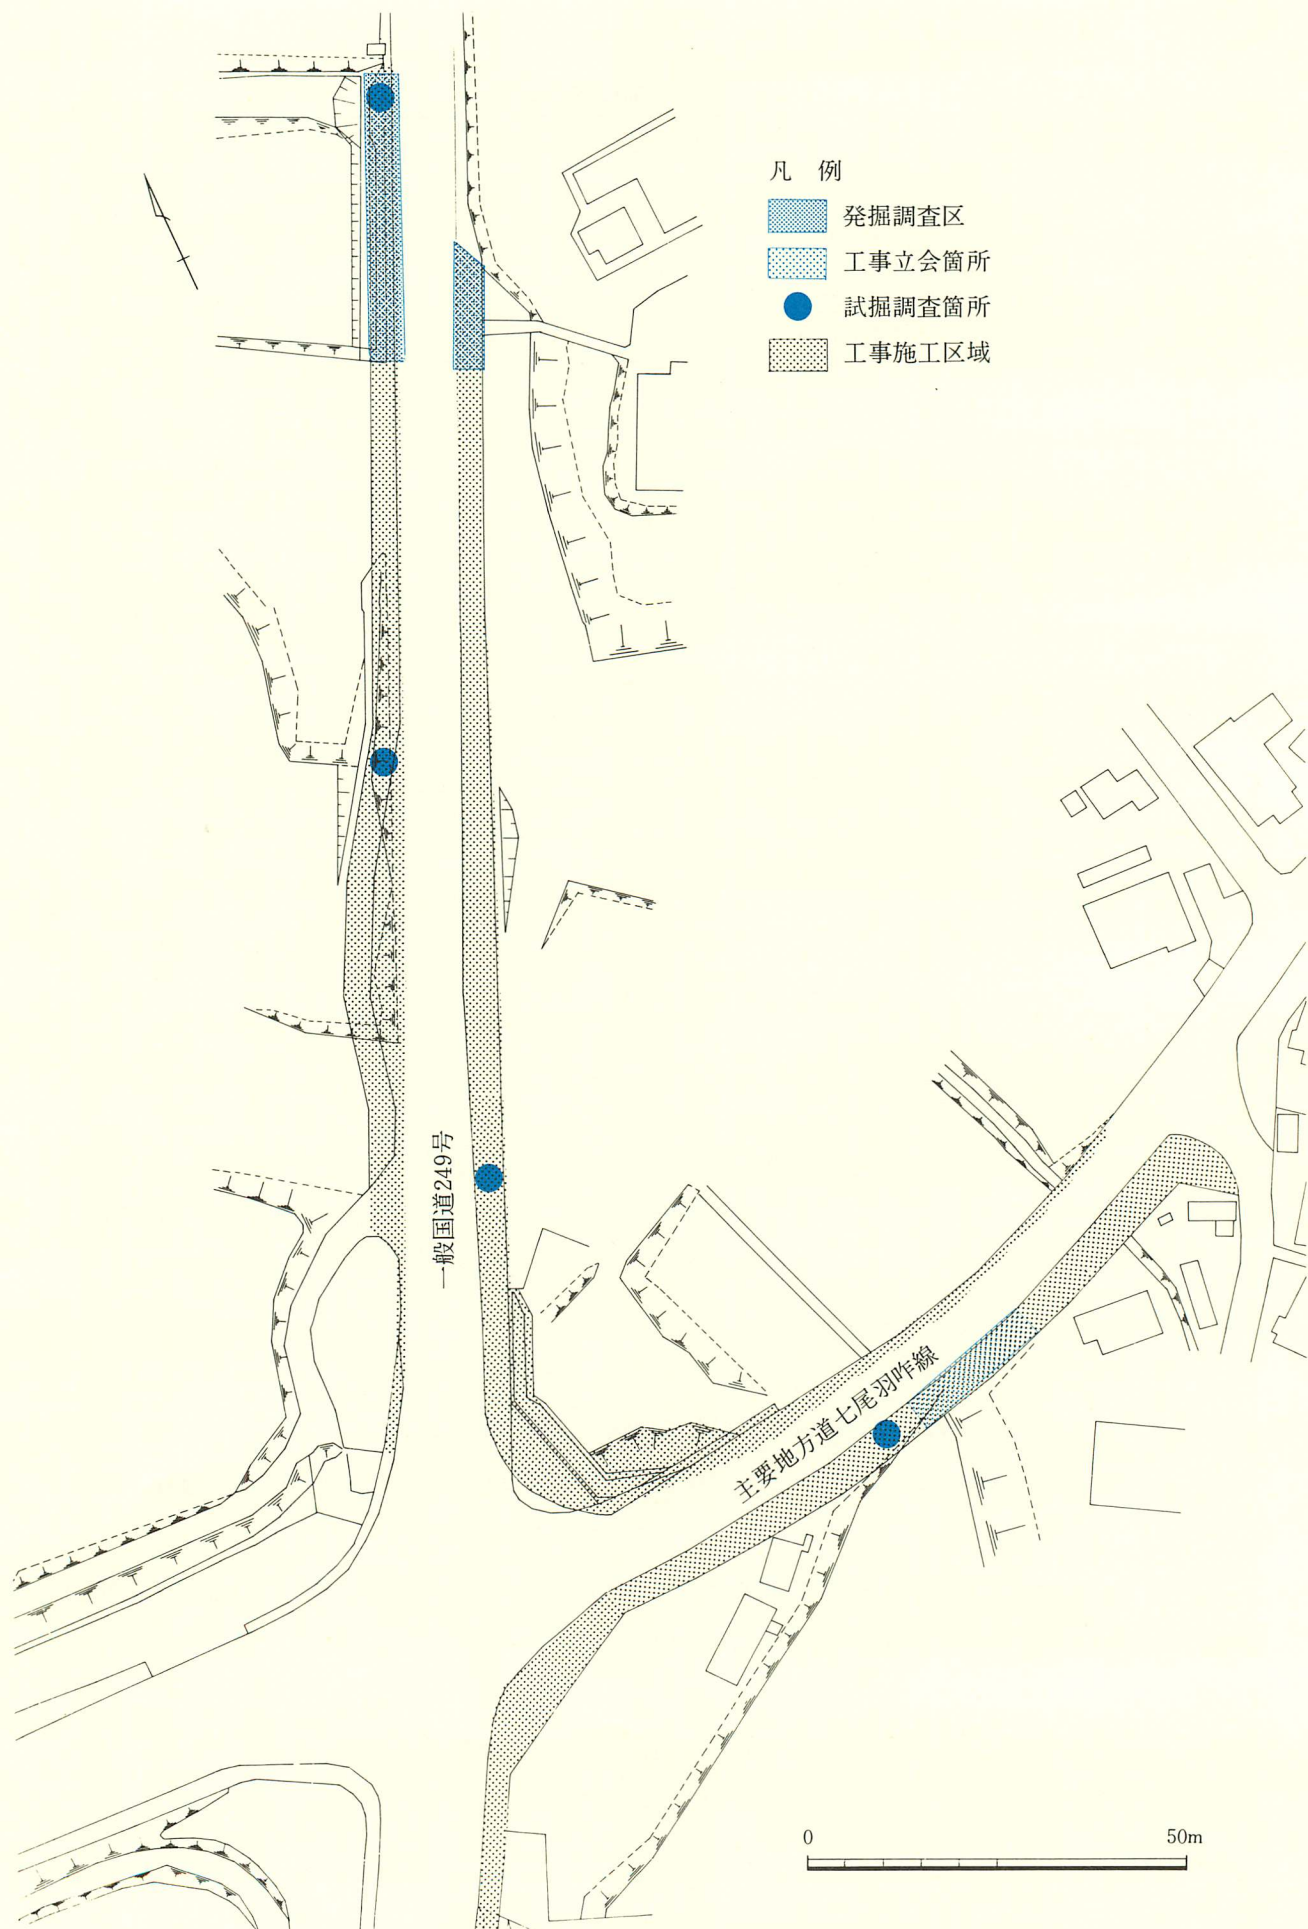 凡 例
発掘調査区
工事立会箇所
試掘調査箇所
工事施工区域
一般国道249号
主要地方道七尾羽咋線
0 50m